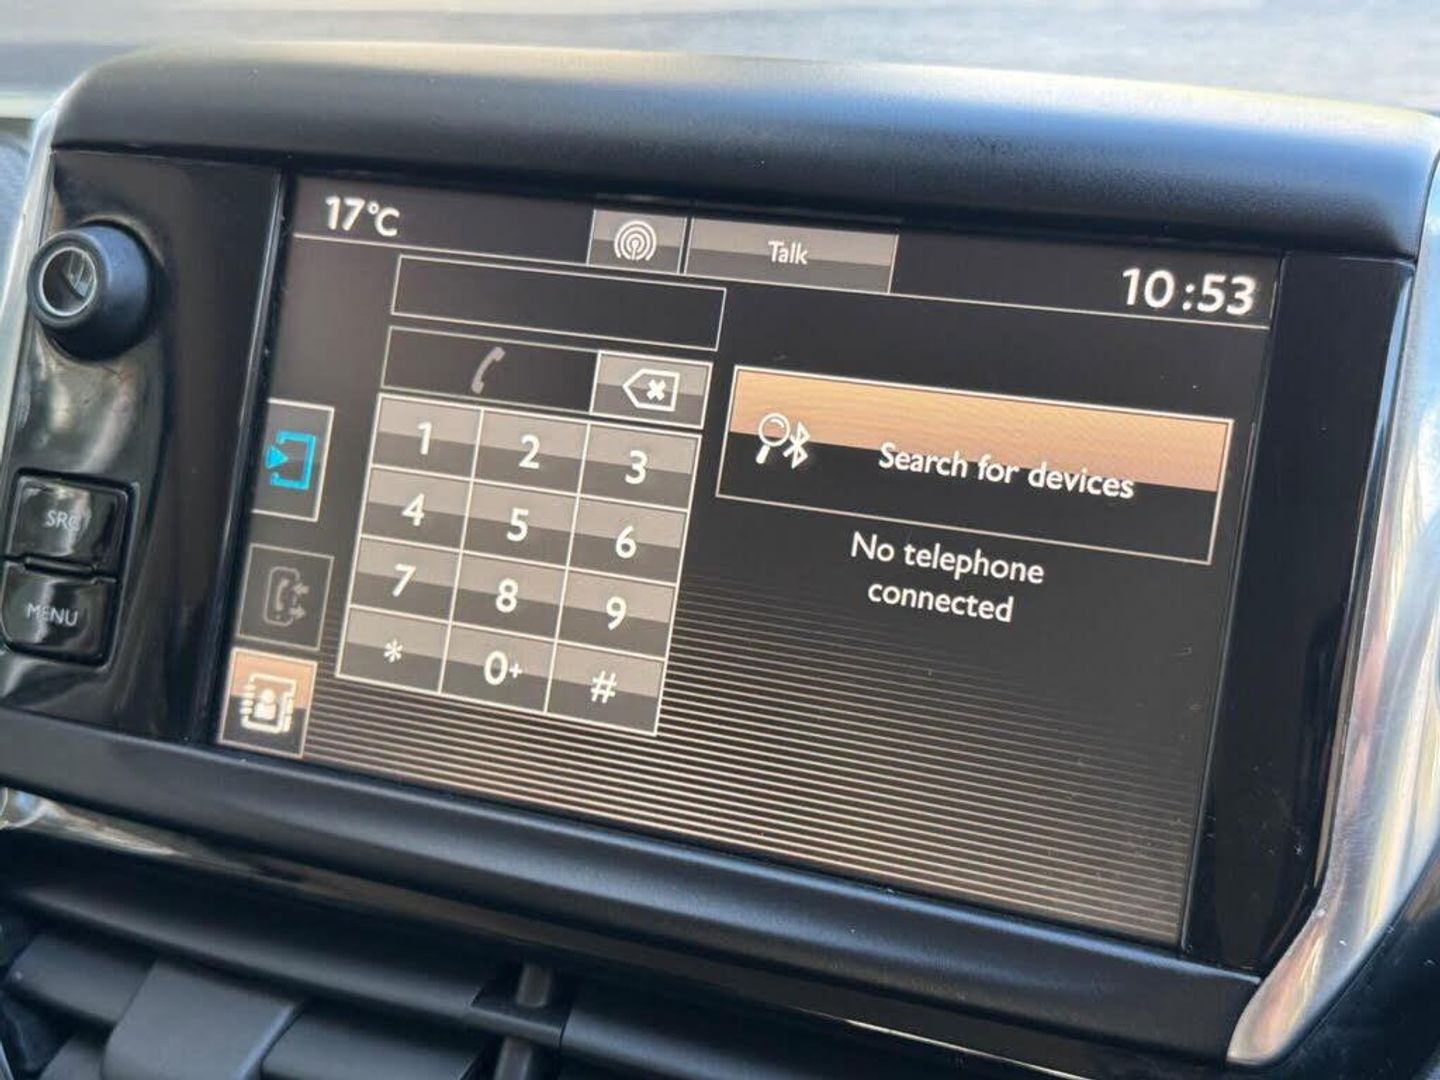 17°C
Talk
10:53
1 2 3
4 5 6
7 8 9
* 0+ #
Search for devices
No telephone
connected
SRC
MENU